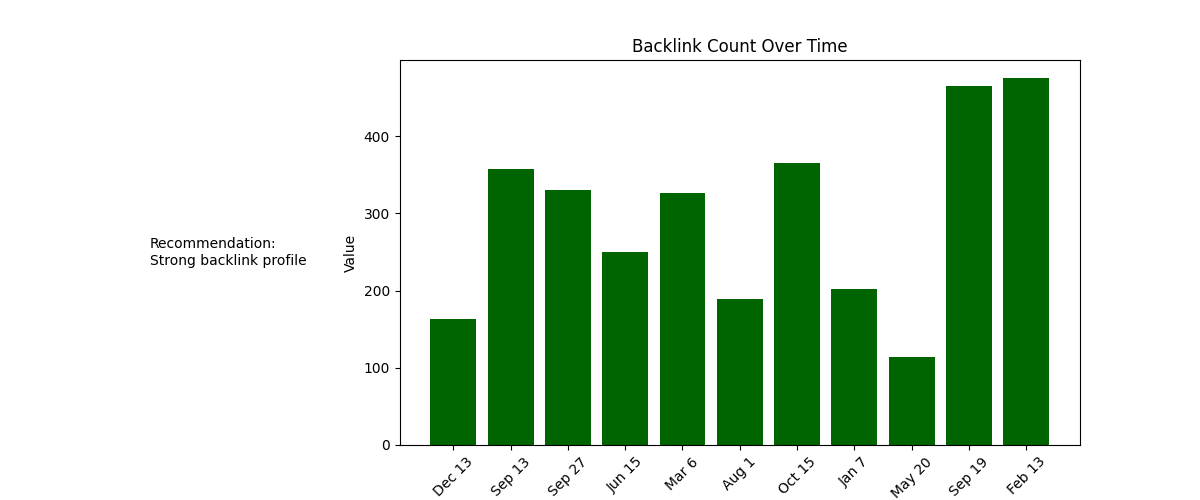 Backlink Count Over Time
Recommendation:
Strong backlink profile
Value
400
300
200
100
0
Dec 13
Sep 13
Sep 27
Jun 15
Mar 6
Aug 1
Oct 15
Jan 7
May 20
Sep 19
Feb 13